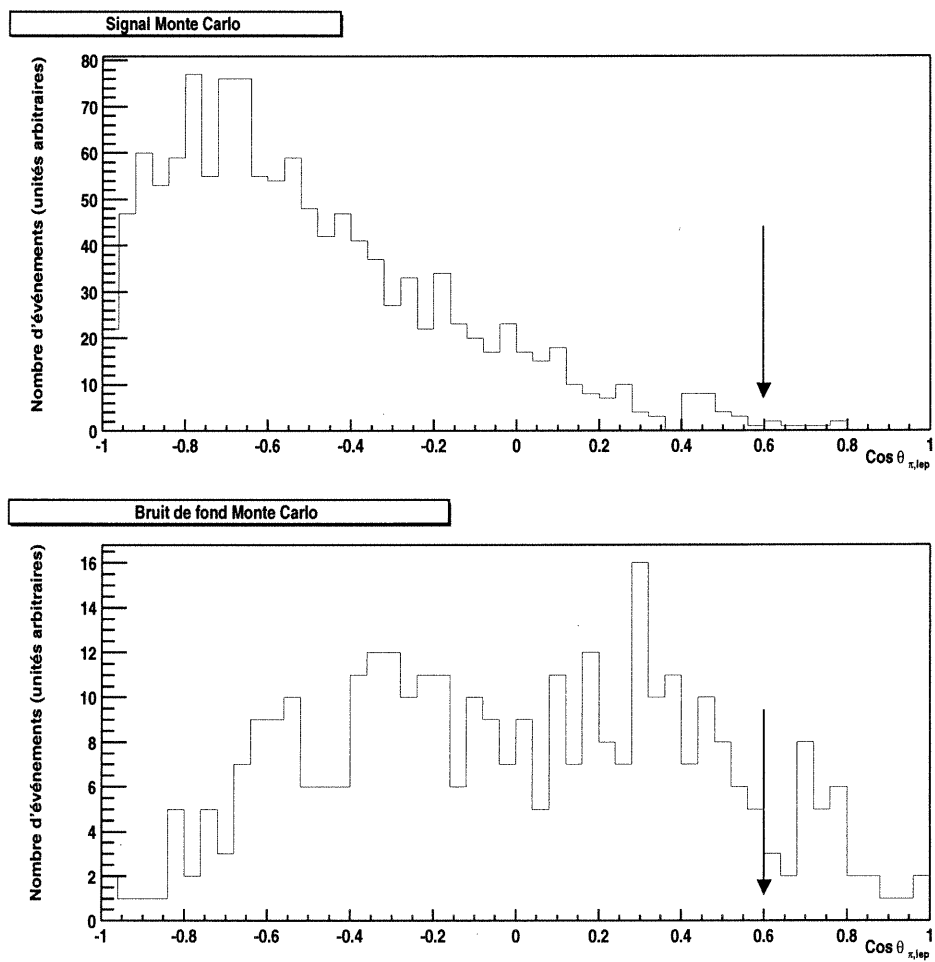 Signal Monte Carlo
Nombre d'événements (unités arbitraires)
80
70
60
50
40
30
20
10
0
-1 -0.8 -0.6 -0.4 -0.2 0 0.2 0.4 0.6 0.8 1
Cos θ π,lep
Bruit de fond Monte Carlo
Nombre d'événements (unités arbitraires)
16
14
12
10
8
6
4
2
0
-1 -0.8 -0.6 -0.4 -0.2 0 0.2 0.4 0.6 0.8 1
Cos θ π,lep